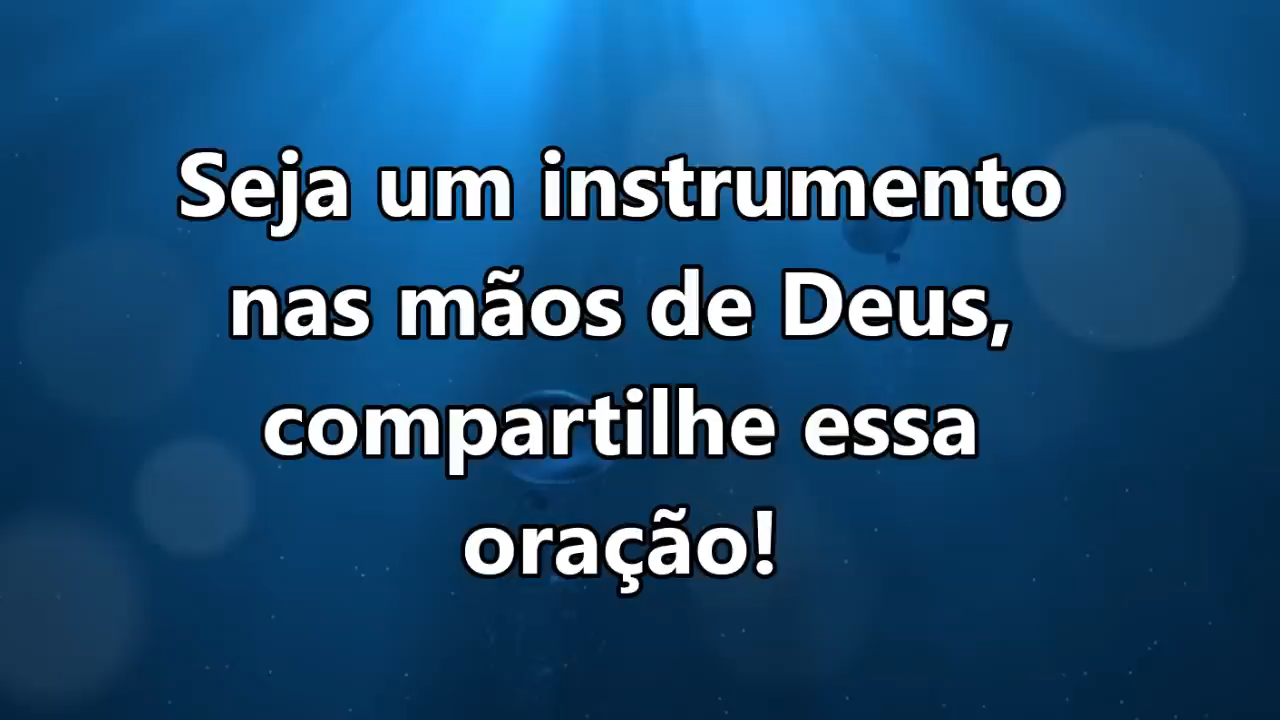 Seja um instrumento
nas mãos de Deus,
compartilhe essa
oração!